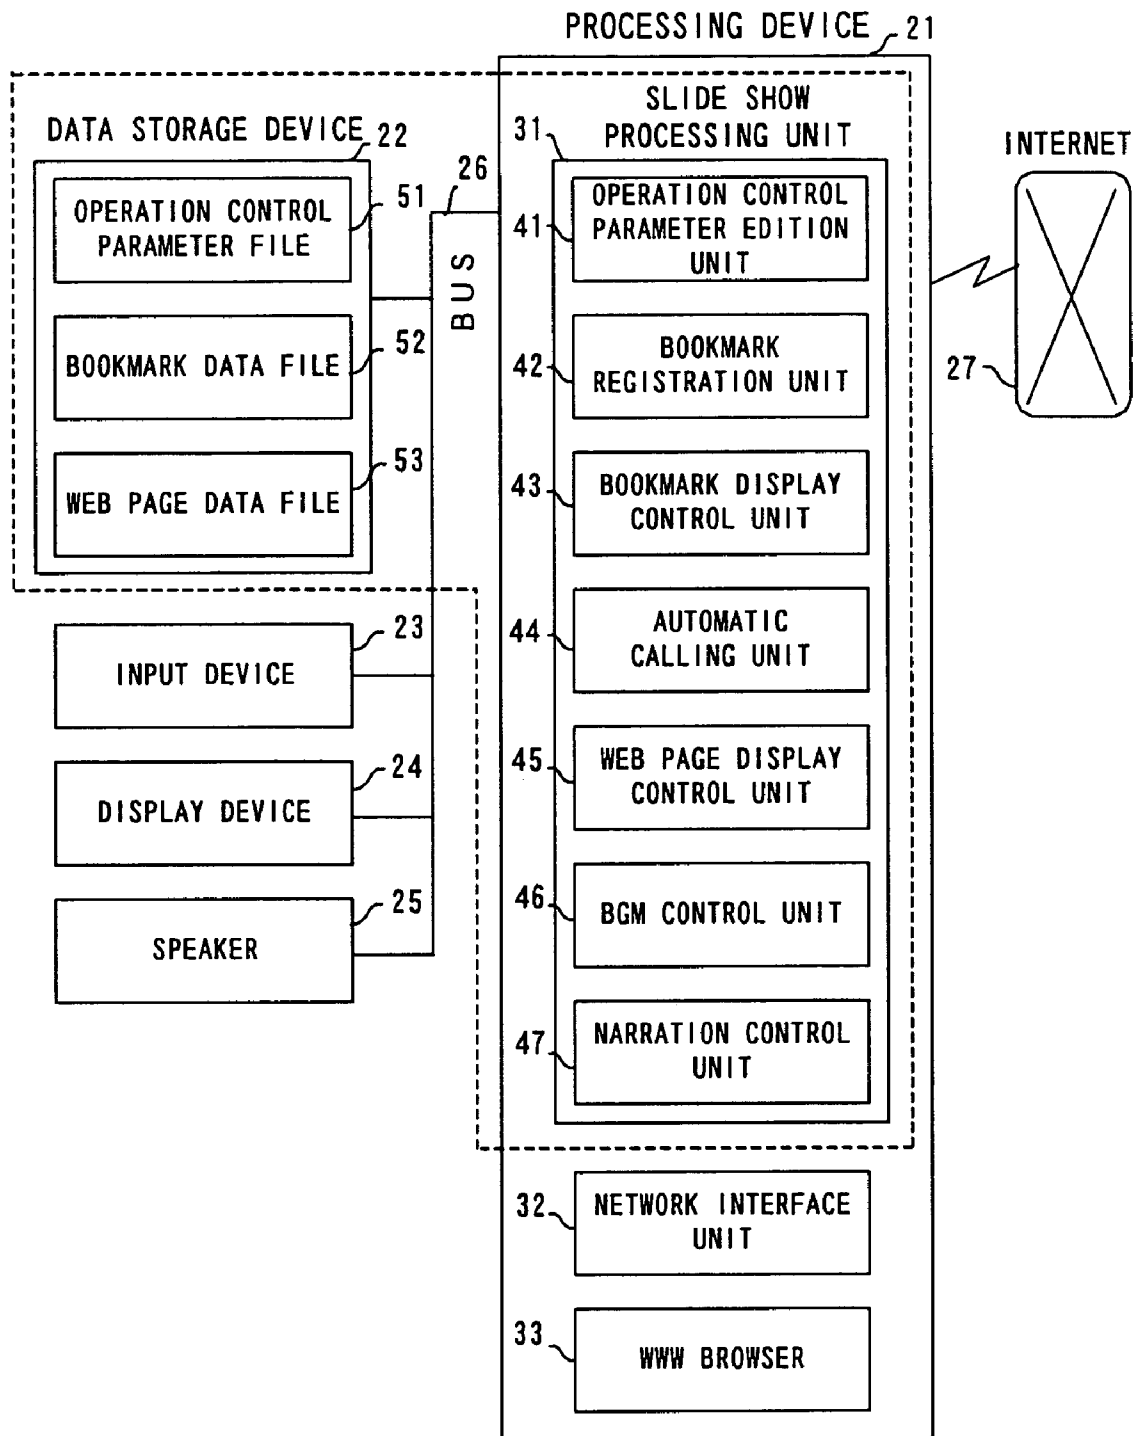 PROCESSING DEVICE 21
SLIDE SHOW
PROCESSING UNIT
31
DATA STORAGE DEVICE 22
INTERNET
26
BUS
OPERATION CONTROL
PARAMETER FILE
51
BOOKMARK DATA FILE
52
WEB PAGE DATA FILE
53
INPUT DEVICE
23
DISPLAY DEVICE
24
SPEAKER
25
41
OPERATION CONTROL
PARAMETER EDITION
UNIT
42
BOOKMARK
REGISTRATION UNIT
43
BOOKMARK DISPLAY
CONTROL UNIT
44
AUTOMATIC
CALLING UNIT
45
WEB PAGE DISPLAY
CONTROL UNIT
46
BGM CONTROL UNIT
47
NARRATION CONTROL
UNIT
32
NETWORK INTERFACE
UNIT
33
WWW BROWSER
27